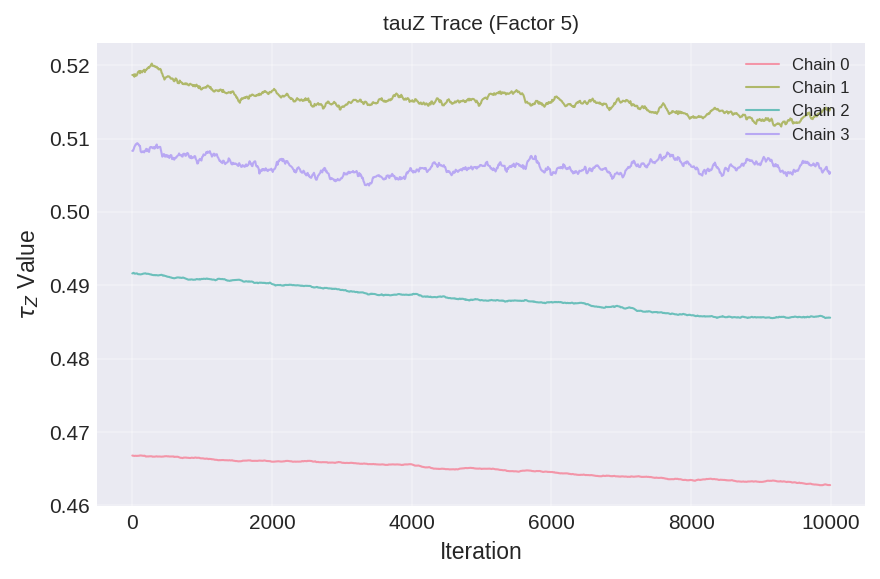 tauZ Trace (Factor 5)
Chain 0
Chain 1
Chain 2
Chain 3
0.52
0.51
0.50
0.49
0.48
0.47
0.46
τZ Value
0
2000
4000
6000
8000
10000
Iteration